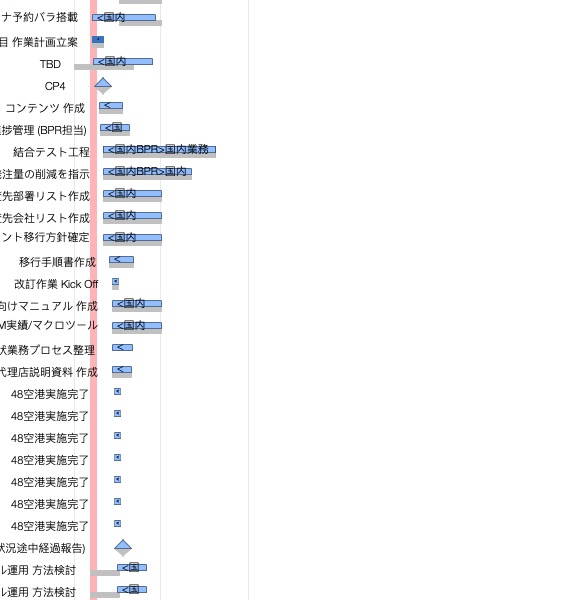 ナ予約バラ搭載 <国内
目 作業計画立案
TBD <国内
CP4
コンテンツ 作成 <
捗管理 (BPR担当) <国
結合テスト工程 <国内BPR>国内業務
注量の削減を指示 <国内BPR>国内
先部署リスト作成 <国内
先会社リスト作成 <国内
ント移行方針確定 <国内
移行手順書作成 <
改訂作業 Kick Off
向けマニュアル 作成 <国内
M実績/マクロツール <国内
状業務プロセス整理 <
代理店説明資料 作成 <
48空港実施完了
48空港実施完了
48空港実施完了
48空港実施完了
48空港実施完了
48空港実施完了
48空港実施完了
状況途中経過報告)
ル運用 方法検討 <国
ル運用 方法検討 <国